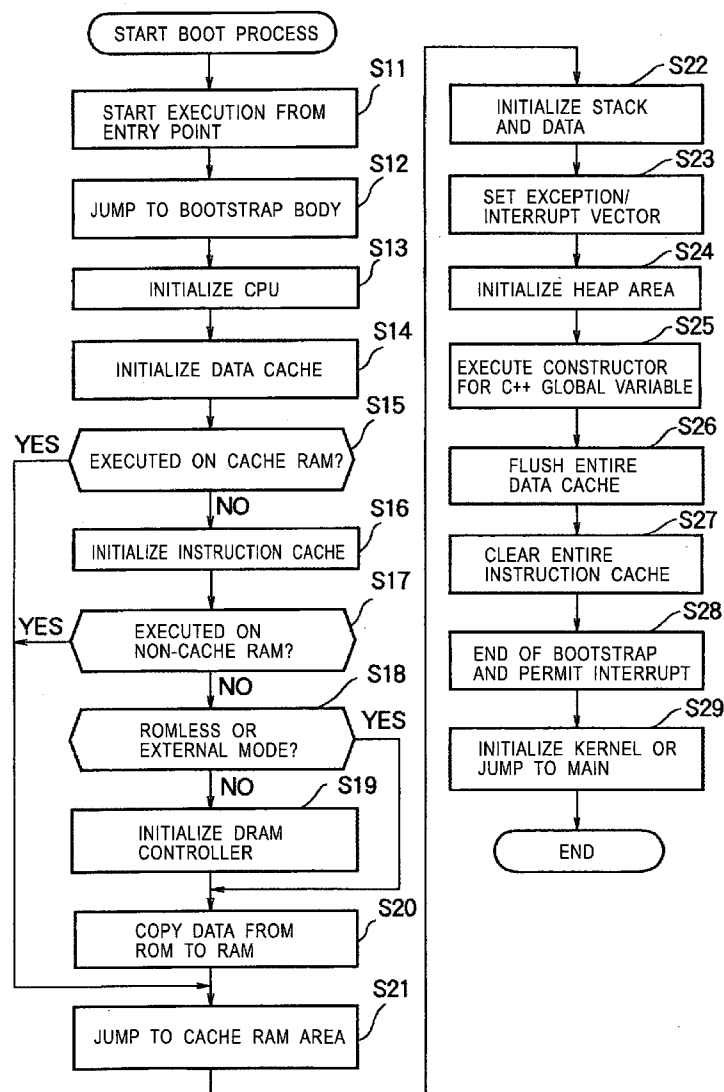 START BOOT PROCESS
S11
START EXECUTION FROM
ENTRY POINT
S12
JUMP TO BOOTSTRAP BODY
S13
INITIALIZE CPU
S14
INITIALIZE DATA CACHE
S15
YES
EXECUTED ON CACHE RAM?
NO
S16
INITIALIZE INSTRUCTION CACHE
S17
YES
EXECUTED ON
NON-CACHE RAM?
NO
S18
YES
ROMLESS OR
EXTERNAL MODE?
NO
S19
INITIALIZE DRAM
CONTROLLER
S20
COPY DATA FROM
ROM TO RAM
S21
JUMP TO CACHE RAM AREA
S22
INITIALIZE STACK
AND DATA
S23
SET EXCEPTION/
INTERRUPT VECTOR
S24
INITIALIZE HEAP AREA
S25
EXECUTE CONSTRUCTOR
FOR C++ GLOBAL VARIABLE
S26
FLUSH ENTIRE
DATA CACHE
S27
CLEAR ENTIRE
INSTRUCTION CACHE
S28
END OF BOOTSTRAP
AND PERMIT INTERRUPT
S29
INITIALIZE KERNEL OR
JUMP TO MAIN
END